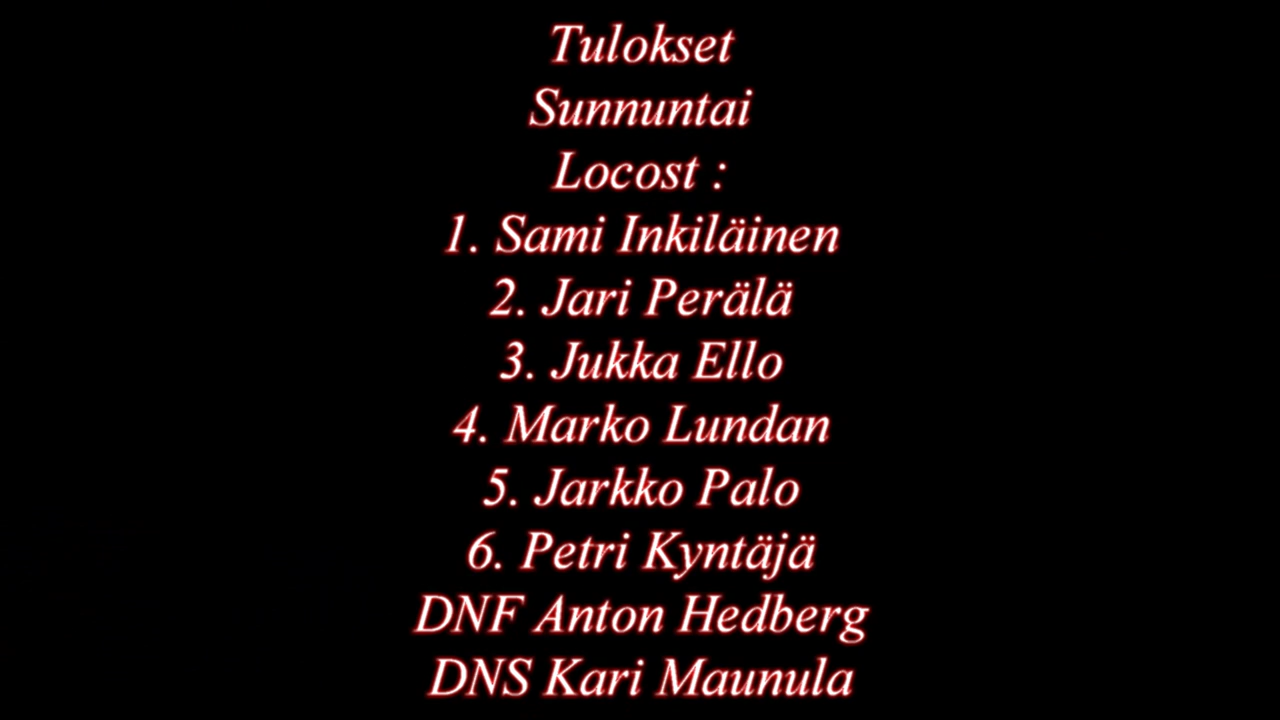 Tulokset
Sunnuntai
Locost :
1. Sami Inkiläinen
2. Jari Perälä
3. Jukka Ello
4. Marko Lundan
5. Jarkko Palo
6. Petri Kyntäjä
DNF Anton Hedberg
DNS Kari Maunula